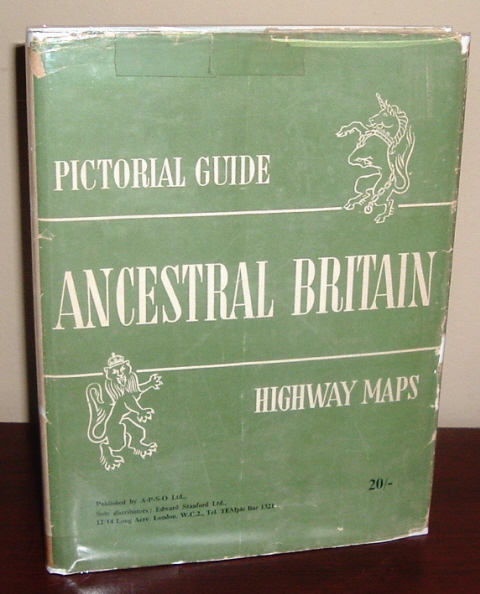 PICTORIAL GUIDE
ANCESTRAL BRITAIN
HIGHWAY MAPS
20/-
Published by A-P-S-O Ltd.,
Sole distributors: Edward Stanford Ltd.,
12/14 Long Acre London, W.C.2., Tel. TEMple Bar 1321